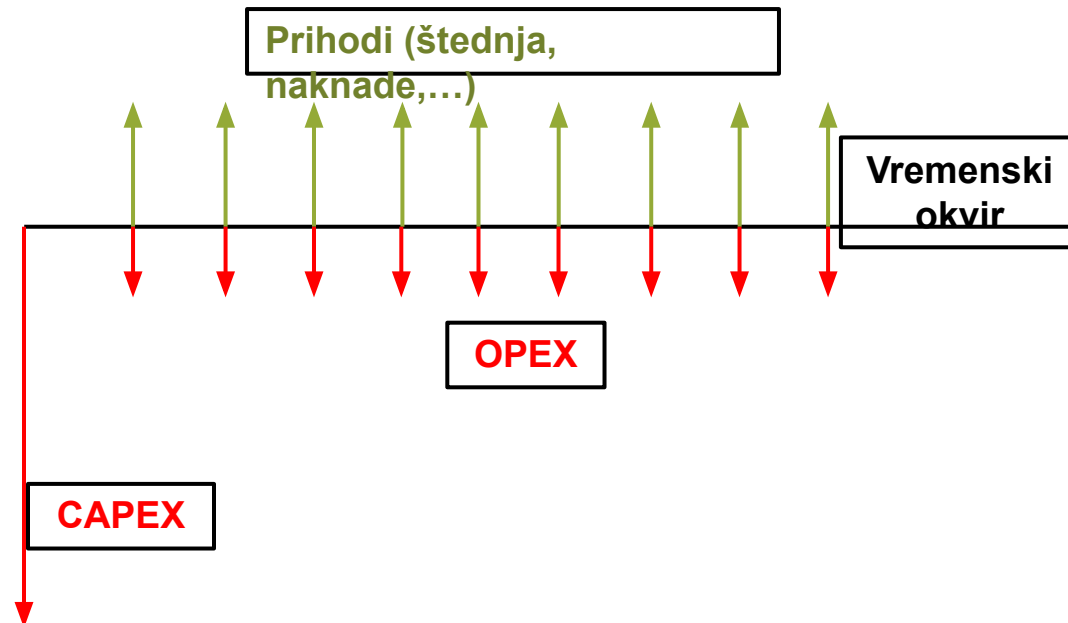 Prihodi (štednja,
naknade,…)
Vremenski
okvir
OPEX
CAPEX